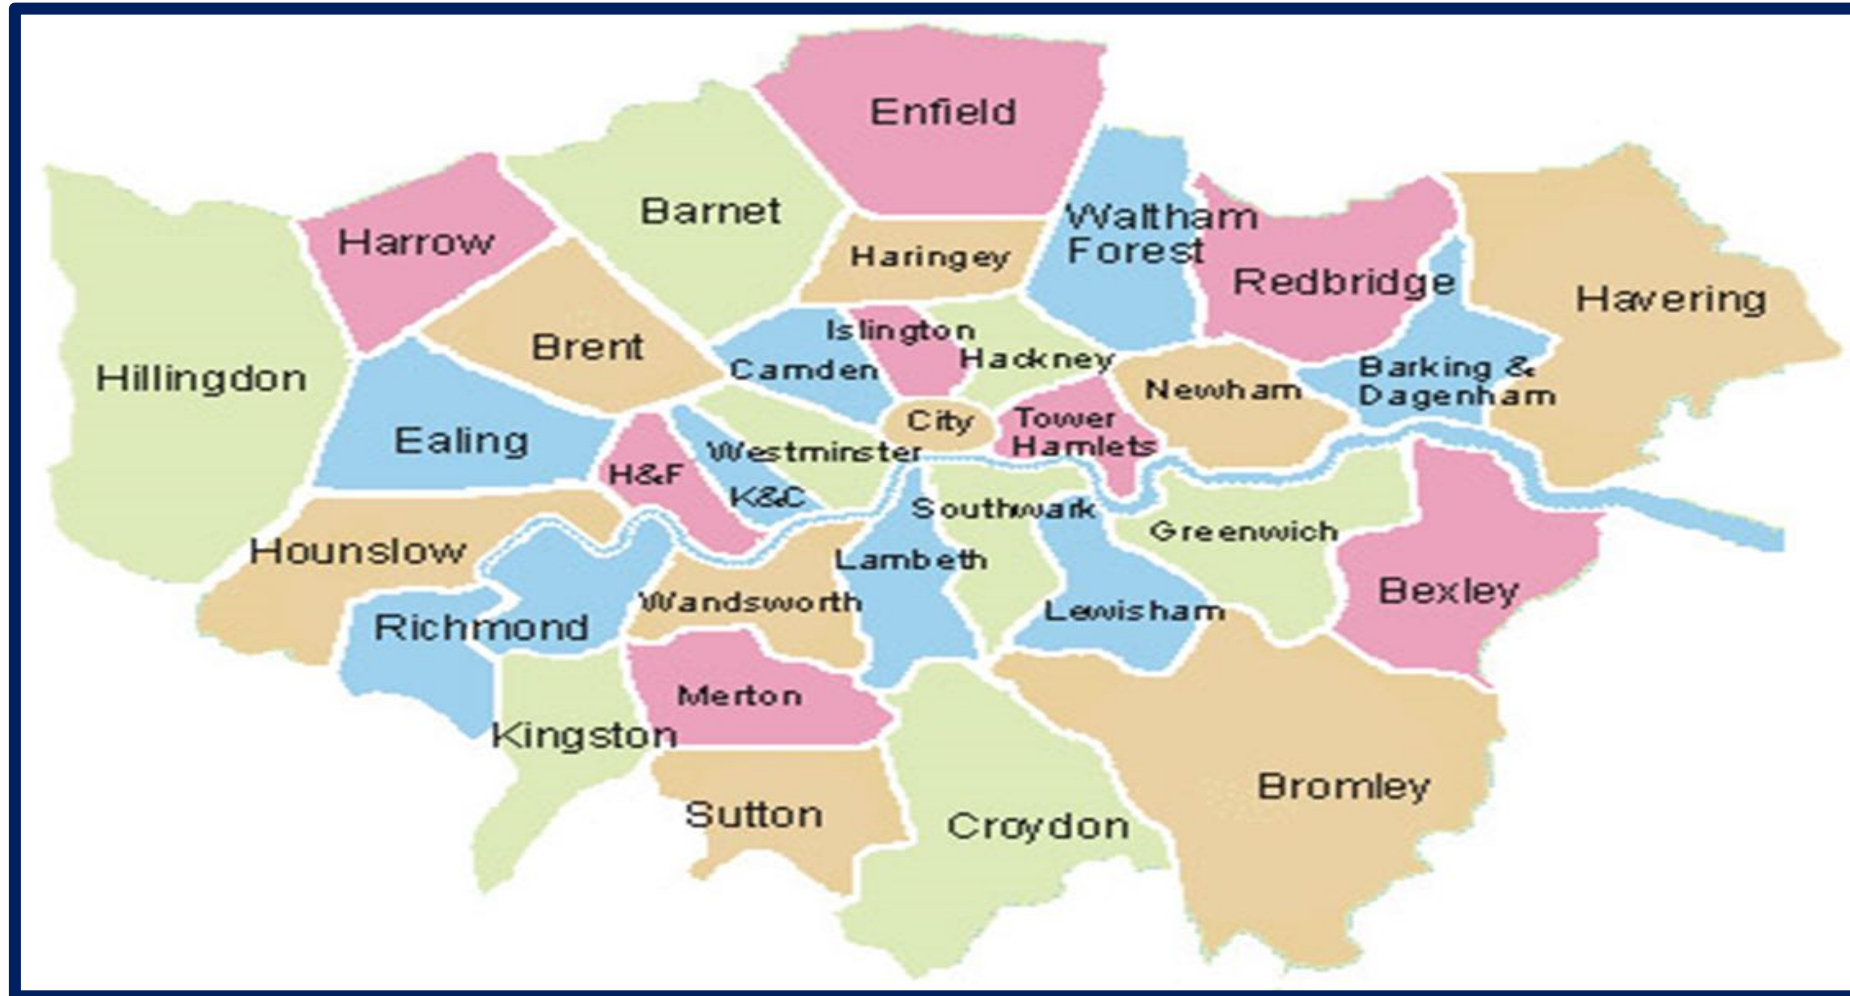 Enfield
Barnet
Waltham
Forest
Harrow
Haringey
Redbridge
Havering
Islington
Brent
Hackney
Camden
Barking &
Dagenham
Hillingdon
Newham
City
Tower
Hamlets
Ealing
Westminster
H&F
K&C
Southwark
Greenwich
Hounslow
Lambeth
Bexley
Wandsworth
Lewisham
Richmond
Merton
Kingston
Bromley
Sutton
Croydon